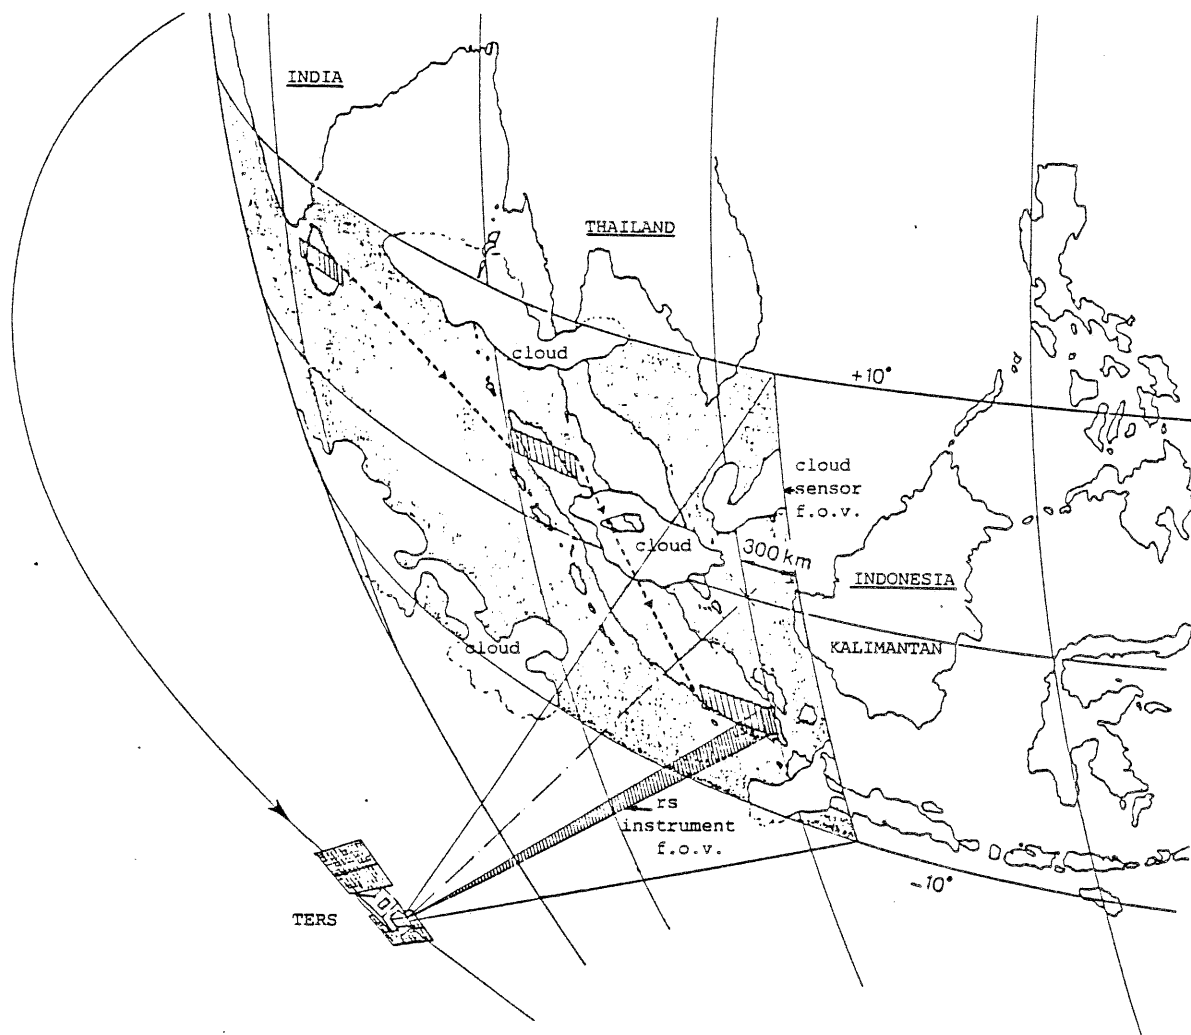 INDIA
THAILAND
cloud
+10°
cloud
sensor
f.o.v.
cloud
300 km
INDONESIA
KALIMANTAN
cloud
rs
instrument
f.o.v.
-10°
TERS